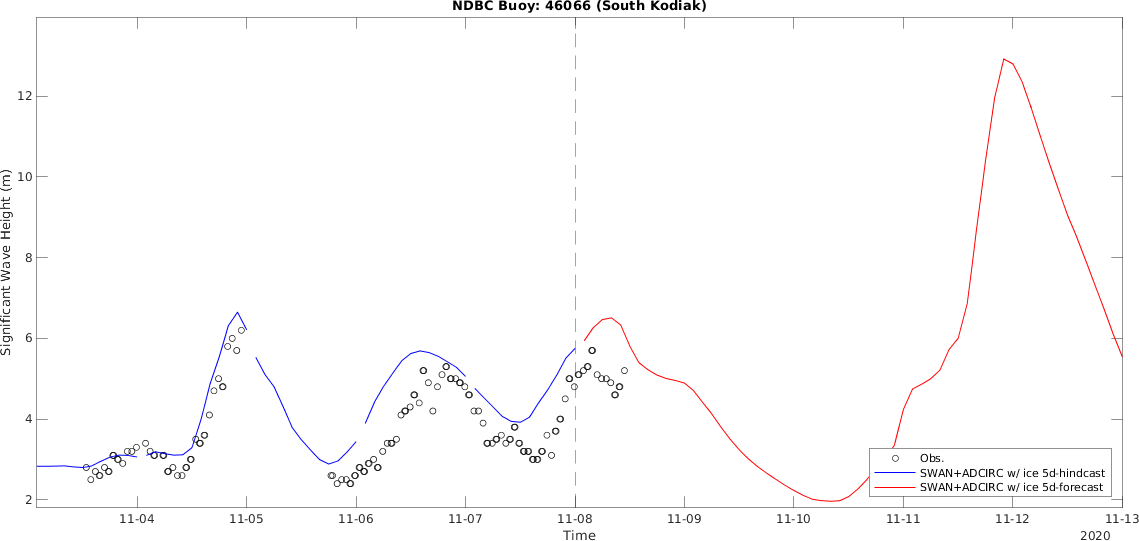 NDBC Buoy: 46066 (South Kodiak)
Significant Wave Height (m)
12
10
8
6
4
2
Obs.
SWAN+ADCIRC w/ ice 5d-hindcast
SWAN+ADCIRC w/ ice 5d-forecast
11-04 11-05 11-06 11-07 11-08 11-09 11-10 11-11 11-12 11-13
Time
2020